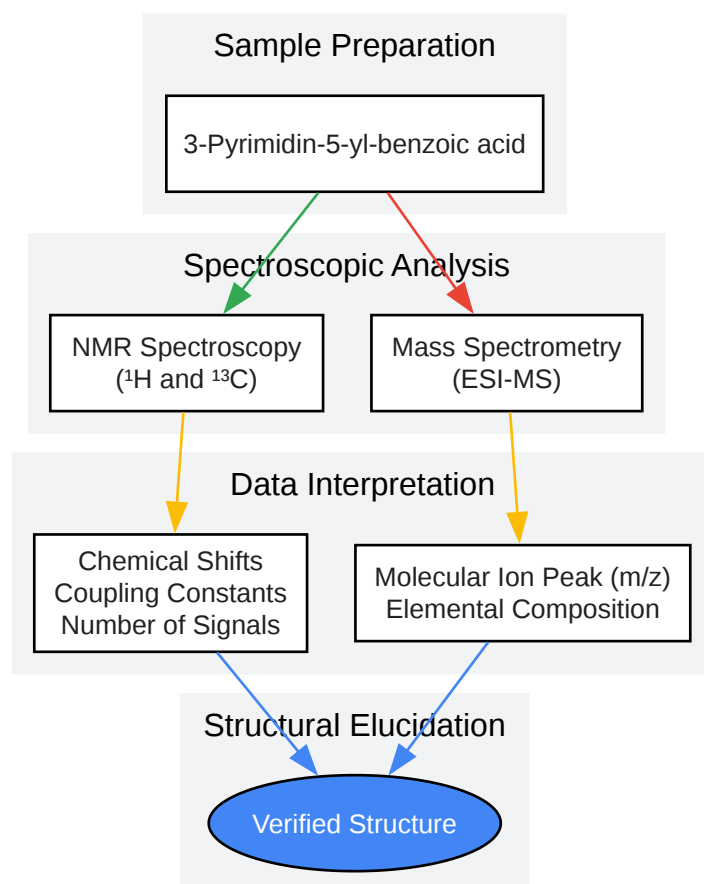 Sample Preparation
3-Pyrimidin-5-yl-benzoic acid
Spectroscopic Analysis
NMR Spectroscopy
(¹H and ¹³C)
Mass Spectrometry
(ESI-MS)
Data Interpretation
Chemical Shifts
Coupling Constants
Number of Signals
Molecular Ion Peak (m/z)
Elemental Composition
Structural Elucidation
Verified Structure